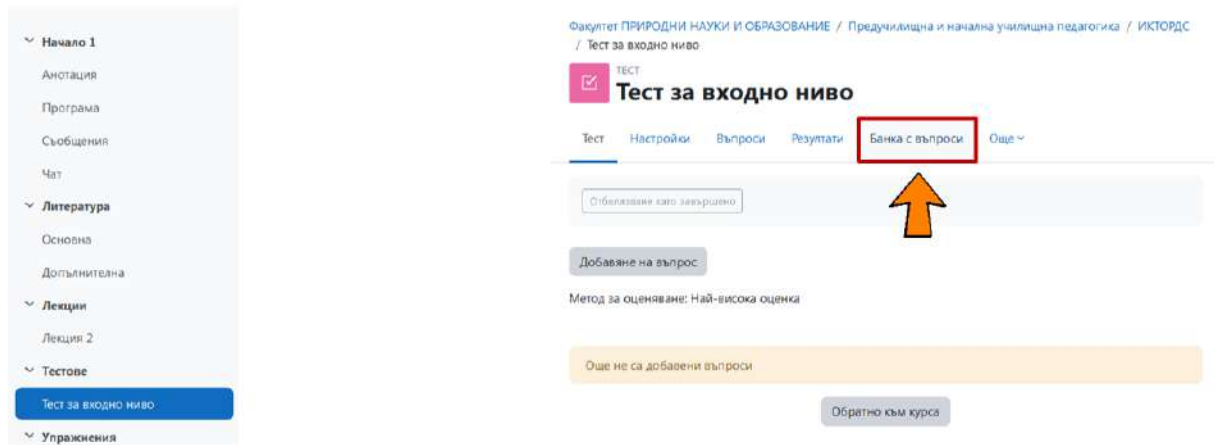 Начало 1
Анотация
Програма
Съобщения
Чат
Литература
Основна
Допълнителна
Лекции
Лекция 2
Тестове
Тест за входно ниво
Упражнения
Факултет ПРИРОДНИ НАУКИ И ОБРАЗОВАНИЕ / Предучилищна и начална училищна педагогика / ИКТОРДС
/ Тест за входно ниво
ТЕСТ
Тест за входно ниво
Тест Настройки Въпроси Резултати Банка с въпроси Още
Отбелязване като завършено
Добавяне на въпрос
Метод за оценяване: Най-висока оценка
Още не са добавени въпроси
Обратно към курса